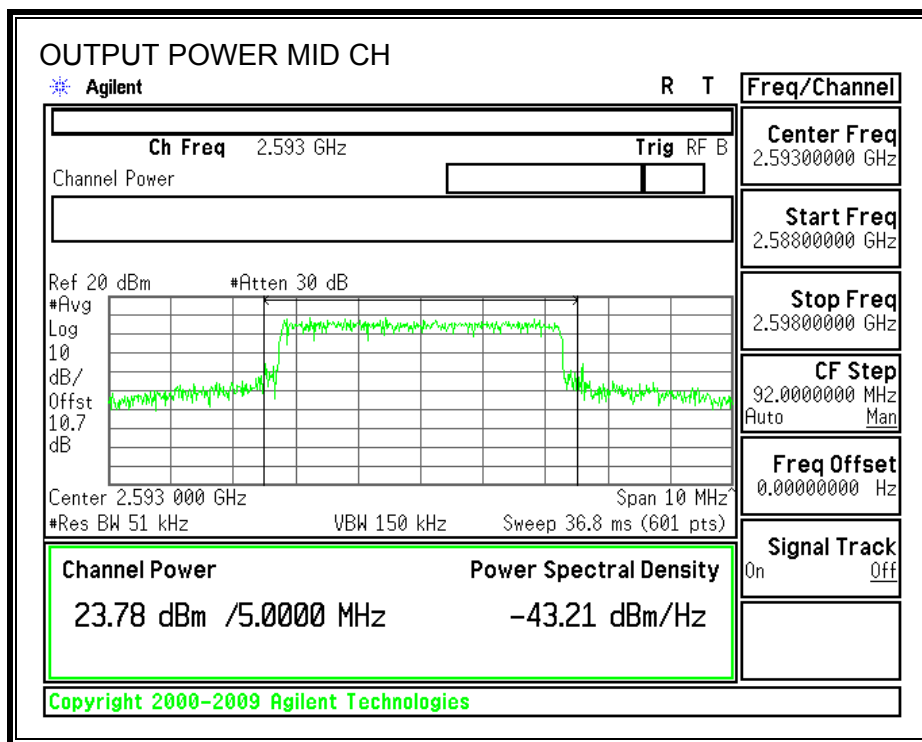 OUTPUT POWER MID CH
Agilent R T
Ch Freq 2.593 GHz Trig RF B
Channel Power
Ref 20 dBm #Atten 30 dB
#Avg
Log
10
dB/
Offst
10.7
dB
Center 2.593 000 GHz Span 10 MHz^
#Res BW 51 kHz VBW 150 kHz Sweep 36.8 ms (601 pts)
Channel Power Power Spectral Density
23.78 dBm /5.0000 MHz -43.21 dBm/Hz
Copyright 2000-2009 Agilent Technologies
Freq/Channel
Center Freq
2.59300000 GHz
Start Freq
2.58800000 GHz
Stop Freq
2.59800000 GHz
CF Step
92.0000000 MHz
Auto Man
Freq Offset
0.00000000 Hz
Signal Track
On Off